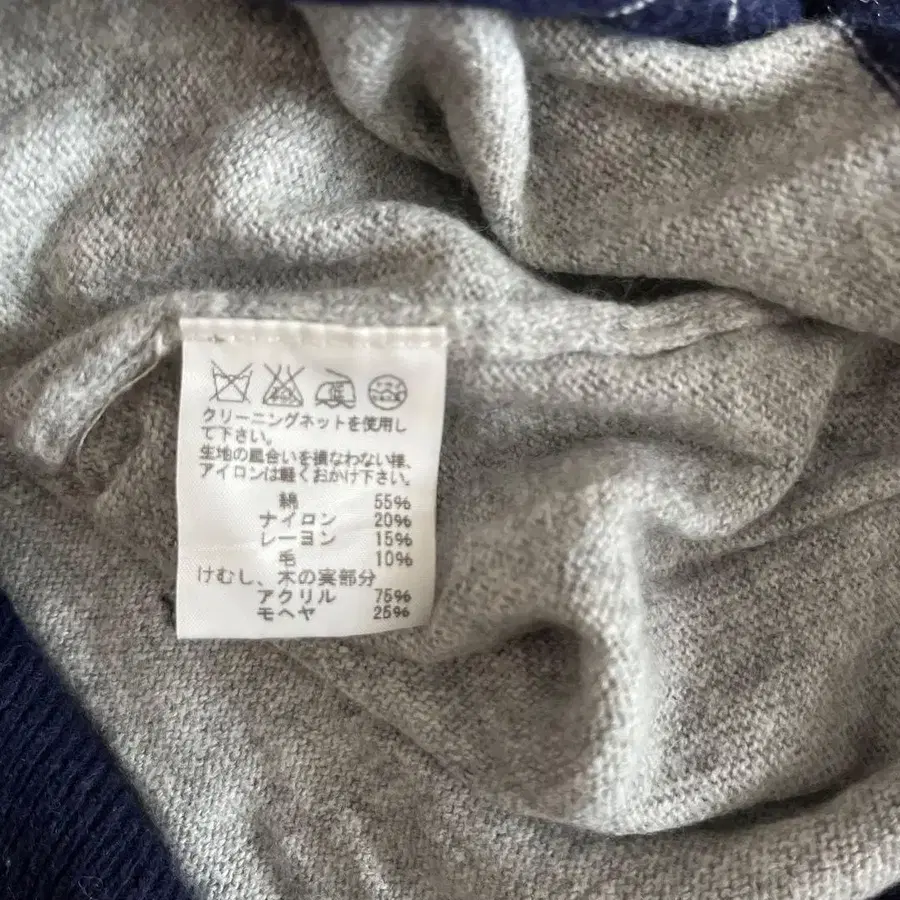 クリーニングネットを使用し
て下さい。
生地の風合いを損なわない様、
アイロンは軽くおかけ下さい。
綿 55%
ナイロン 20%
レーヨン 15%
毛 10%
けむし、木の実部分
アクリル 75%
モヘヤ 25%